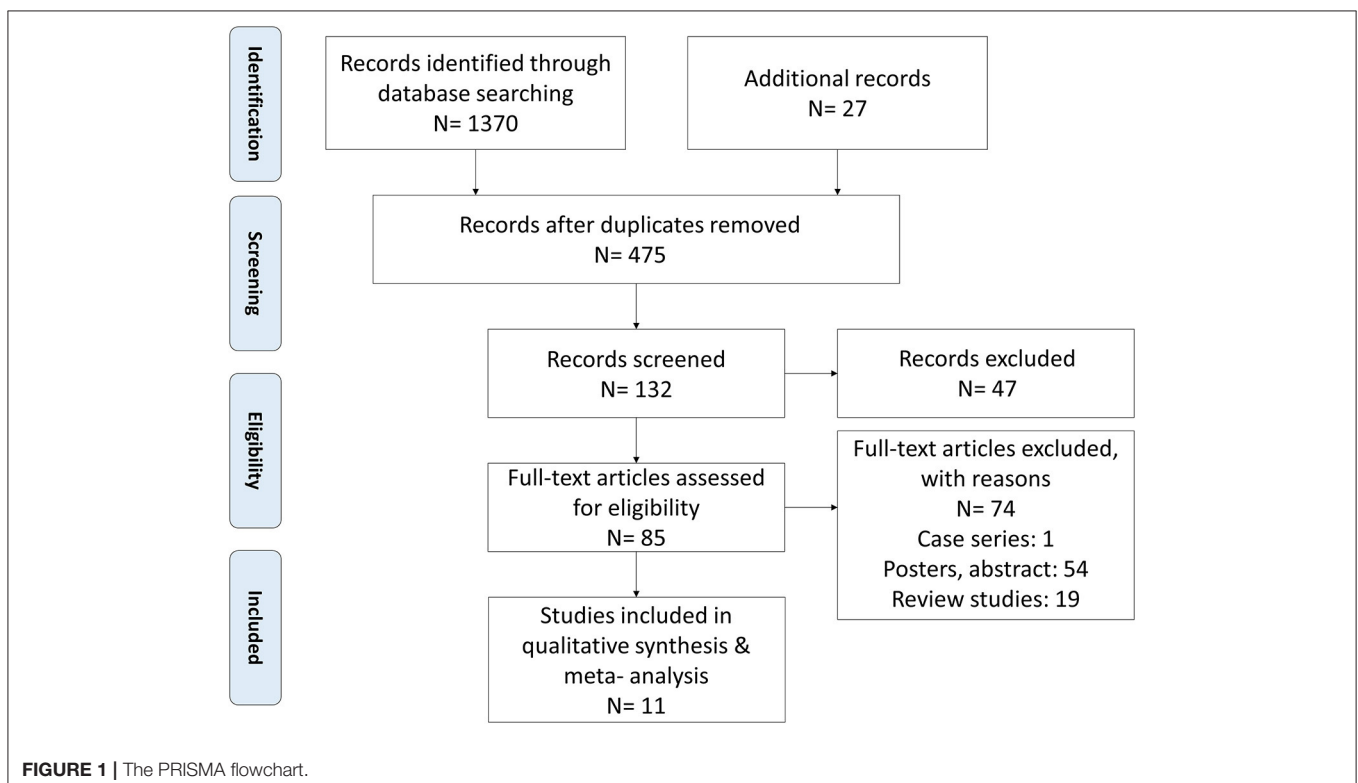 Identification
Records identified through
database searching
N= 1370
Additional records
N= 27
Screening
Records after duplicates removed
N= 475
Records screened
N= 132
Records excluded
N= 47
Eligibility
Full-text articles assessed
for eligibility
N= 85
Full-text articles excluded,
with reasons
N= 74
Case series: 1
Posters, abstract: 54
Review studies: 19
Included
Studies included in
qualitative synthesis &
meta- analysis
N= 11
FIGURE 1 | The PRISMA flowchart.